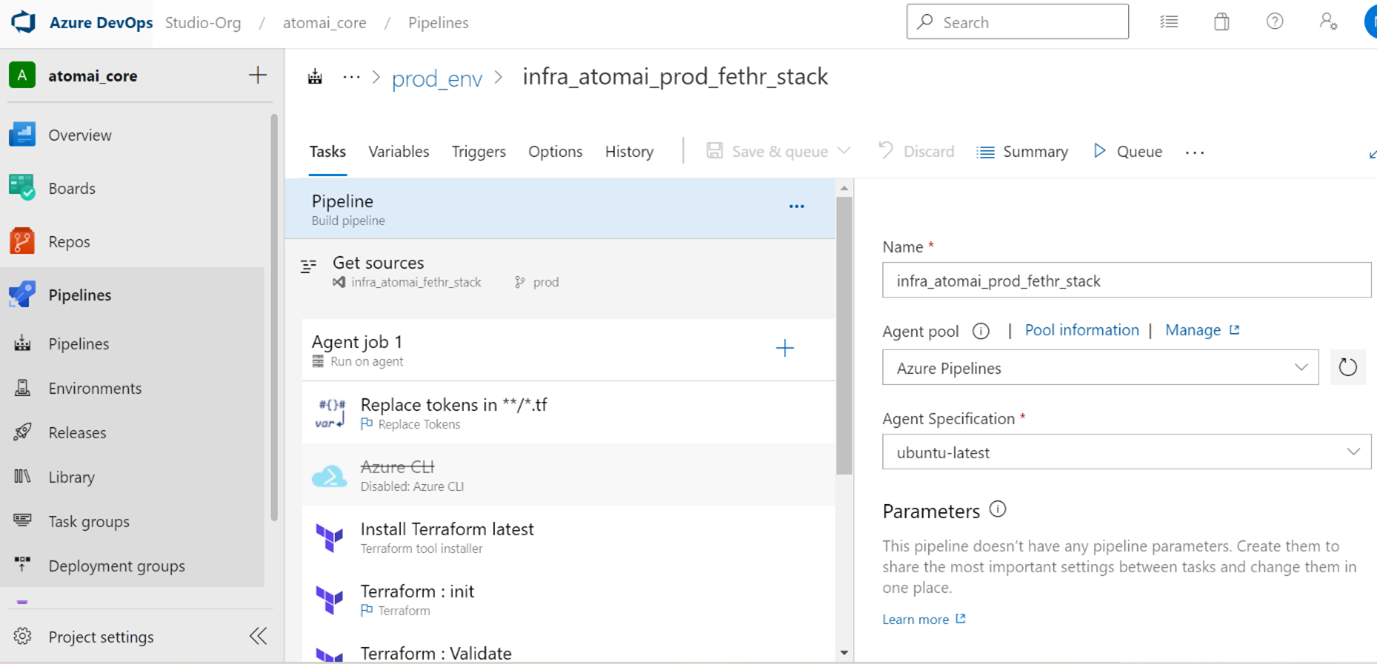 Azure DevOps Studio-Org / atomai_core / Pipelines Search
A atomai_core
··· > prod_env > infra_atomai_prod_fethr_stack
Overview
Boards
Repos
Pipelines
Pipelines
Environments
Releases
Library
Task groups
Deployment groups
Project settings
Tasks Variables Triggers Options History Save & queue Discard Summary Queue ···
Pipeline
Build pipeline
Get sources
infra_atomai_fethr_stack prod
Agent job 1
Run on agent
#{}#
var
Replace tokens in **/*.tf
Replace Tokens
Azure CLI
Disabled: Azure CLI
Install Terraform latest
Terraform tool installer
Terraform : init
Terraform
Terraform : Validate
Name *
infra_atomai_prod_fethr_stack
Agent pool | Pool information | Manage
Azure Pipelines
Agent Specification *
ubuntu-latest
Parameters
This pipeline doesn't have any pipeline parameters. Create them to
share the most important settings between tasks and change them in
one place.
Learn more